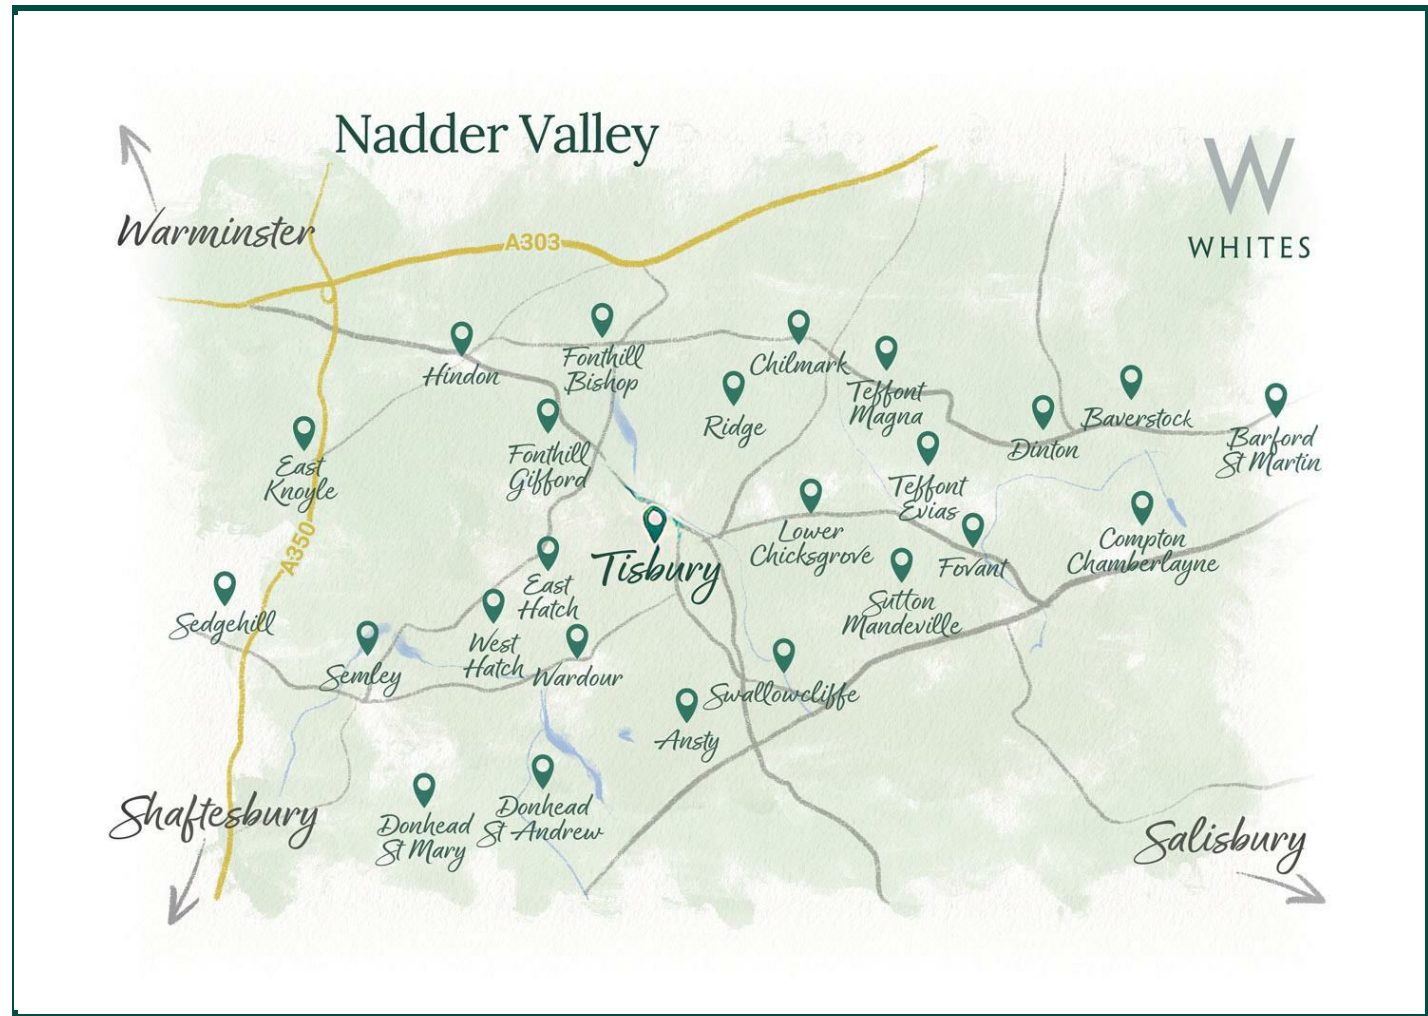 Nadder Valley
W
WHITES
Warminster
A303
Hindon
Fonthill
Bishop
Chilmark
Teffont
Magna
Ridge
Baverstock
Dinton
Barford
St Martin
East
Knoyle
Fonthill
Gifford
Teffont
Evias
A350
Tisbury
Lower
Chicksgrove
Fovant
Compton
Chamberlayne
East
Hatch
Sutton
Mandeville
Sedgehill
Semley
West
Hatch
Wardour
Swallowcliffe
Ansty
Shaftesbury
Donhead
St Mary
Donhead
St Andrew
Salisbury